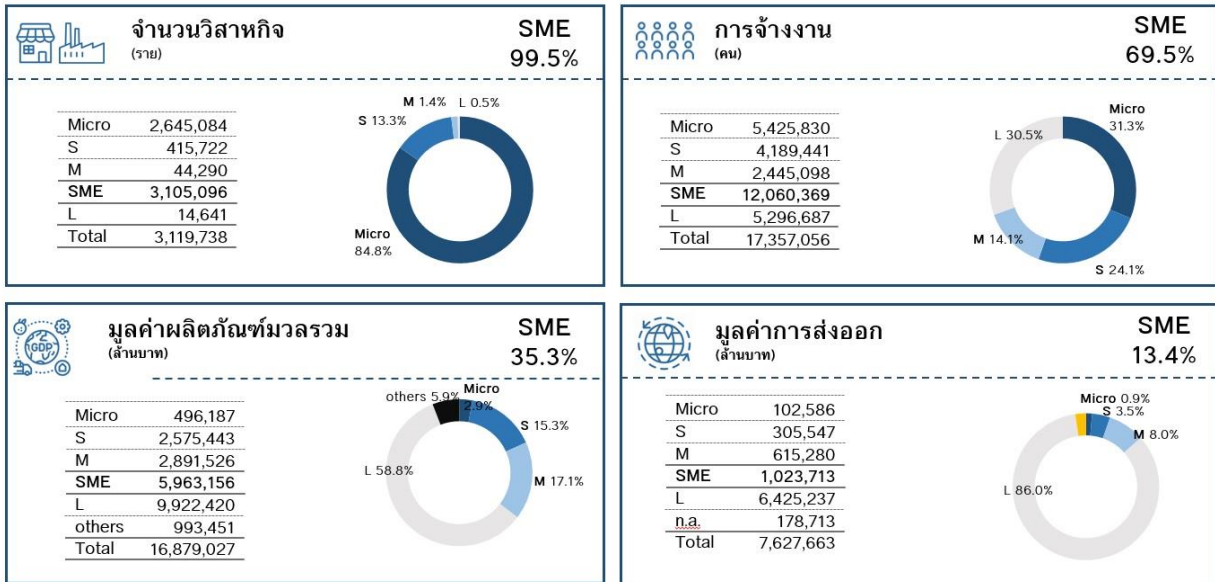 จำนวนวิสาหกิจ
(ราย)
SME
99.5%
Micro 2,645,084
S 415,722
M 44,290
SME 3,105,096
L 14,641
Total 3,119,738
M 1.4% L 0.5%
S 13.3%
Micro
84.8%
การจ้างงาน
(คน)
SME
69.5%
Micro 5,425,830
S 4,189,441
M 2,445,098
SME 12,060,369
L 5,296,687
Total 17,357,056
Micro
31.3%
L 30.5%
M 14.1%
S 24.1%
GDP
มูลค่าผลิตภัณฑ์มวลรวม
(ล้านบาท)
SME
35.3%
Micro 496,187
S 2,575,443
M 2,891,526
SME 5,963,156
L 9,922,420
others 993,451
Total 16,879,027
others 5.9%
Micro
2.9%
S 15.3%
L 58.8%
M 17.1%
มูลค่าการส่งออก
(ล้านบาท)
SME
13.4%
Micro 102,586
S 305,547
M 615,280
SME 1,023,713
L 6,425,237
n.a. 178,713
Total 7,627,663
Micro 0.9%
S 3.5%
M 8.0%
L 86.0%